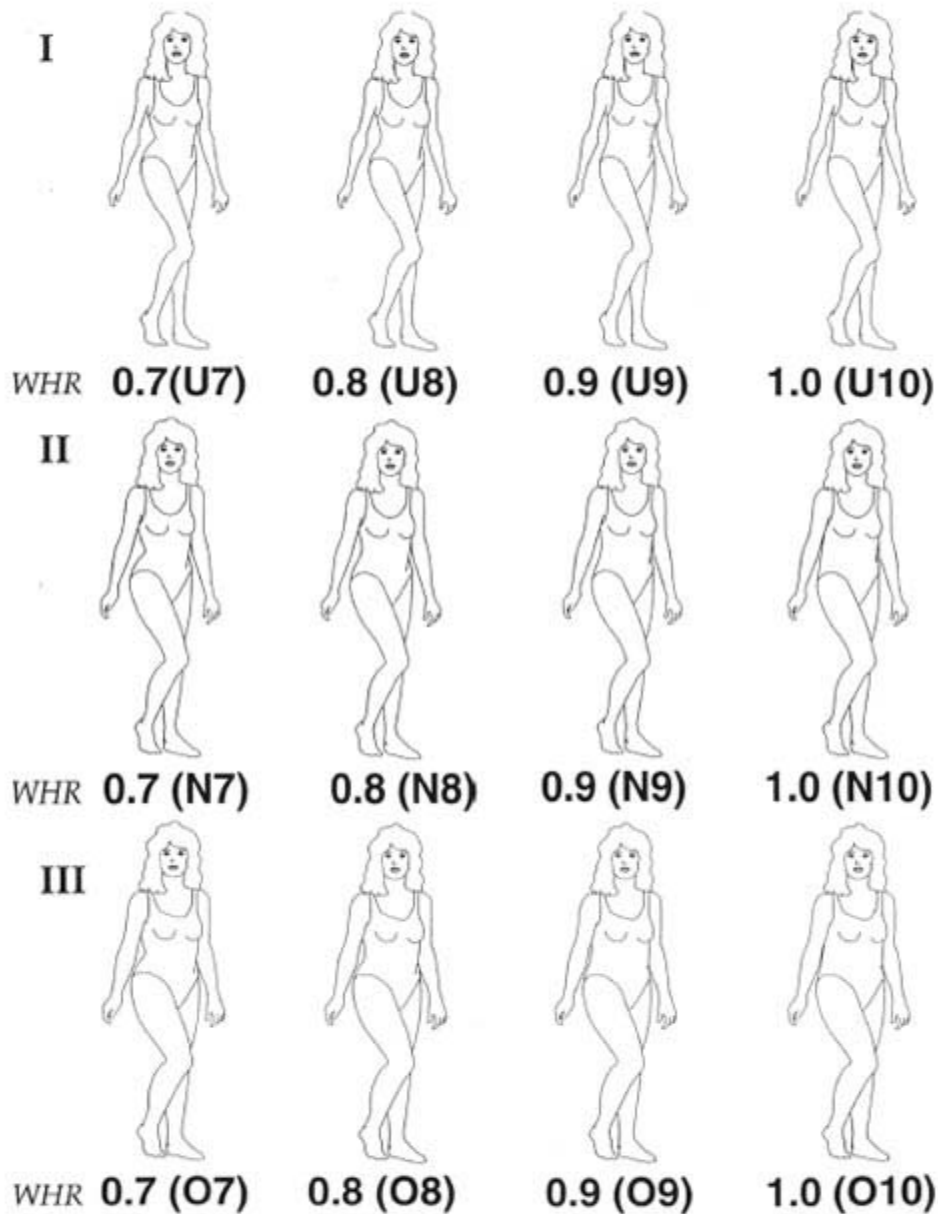 I
WHR 0.7(U7) 0.8 (U8) 0.9 (U9) 1.0 (U10)
II
WHR 0.7 (N7) 0.8 (N8) 0.9 (N9) 1.0 (N10)
III
WHR 0.7 (O7) 0.8 (O8) 0.9 (O9) 1.0 (O10)